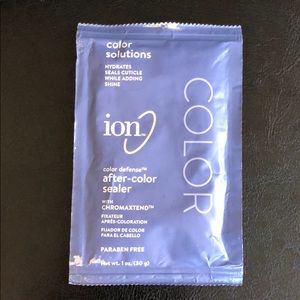 color
solutions
HYDRATES
SEALS CUTICLE
WHILE ADDING
SHINE
ion™
color defense™
after-color
sealer
WITH
CHROMAXTEND™
FIXATEUR
APRÈS-COLORATION
FIJADOR DE COLOR
PARA EL CABELLO
PARABEN FREE
Net wt. 1 oz. (30 g)
COLOR